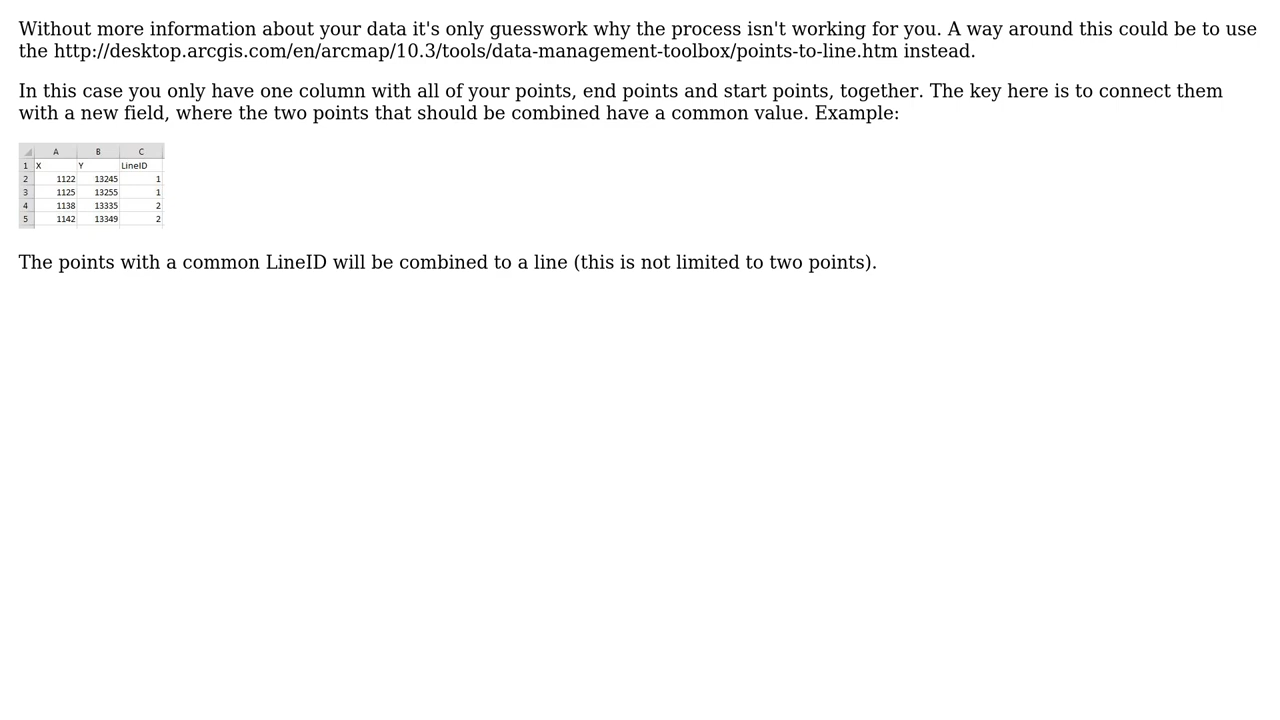 Without more information about your data it's only guesswork why the process isn't working for you. A way around this could be to use
the http://desktop.arcgis.com/en/arcmap/10.3/tools/data-management-toolbox/points-to-line.htm instead.
In this case you only have one column with all of your points, end points and start points, together. The key here is to connect them
with a new field, where the two points that should be combined have a common value. Example:
A B C
1 X Y LineID
2 1122 13245 1
3 1125 13255 1
4 1138 13335 2
5 1142 13349 2
The points with a common LineID will be combined to a line (this is not limited to two points).